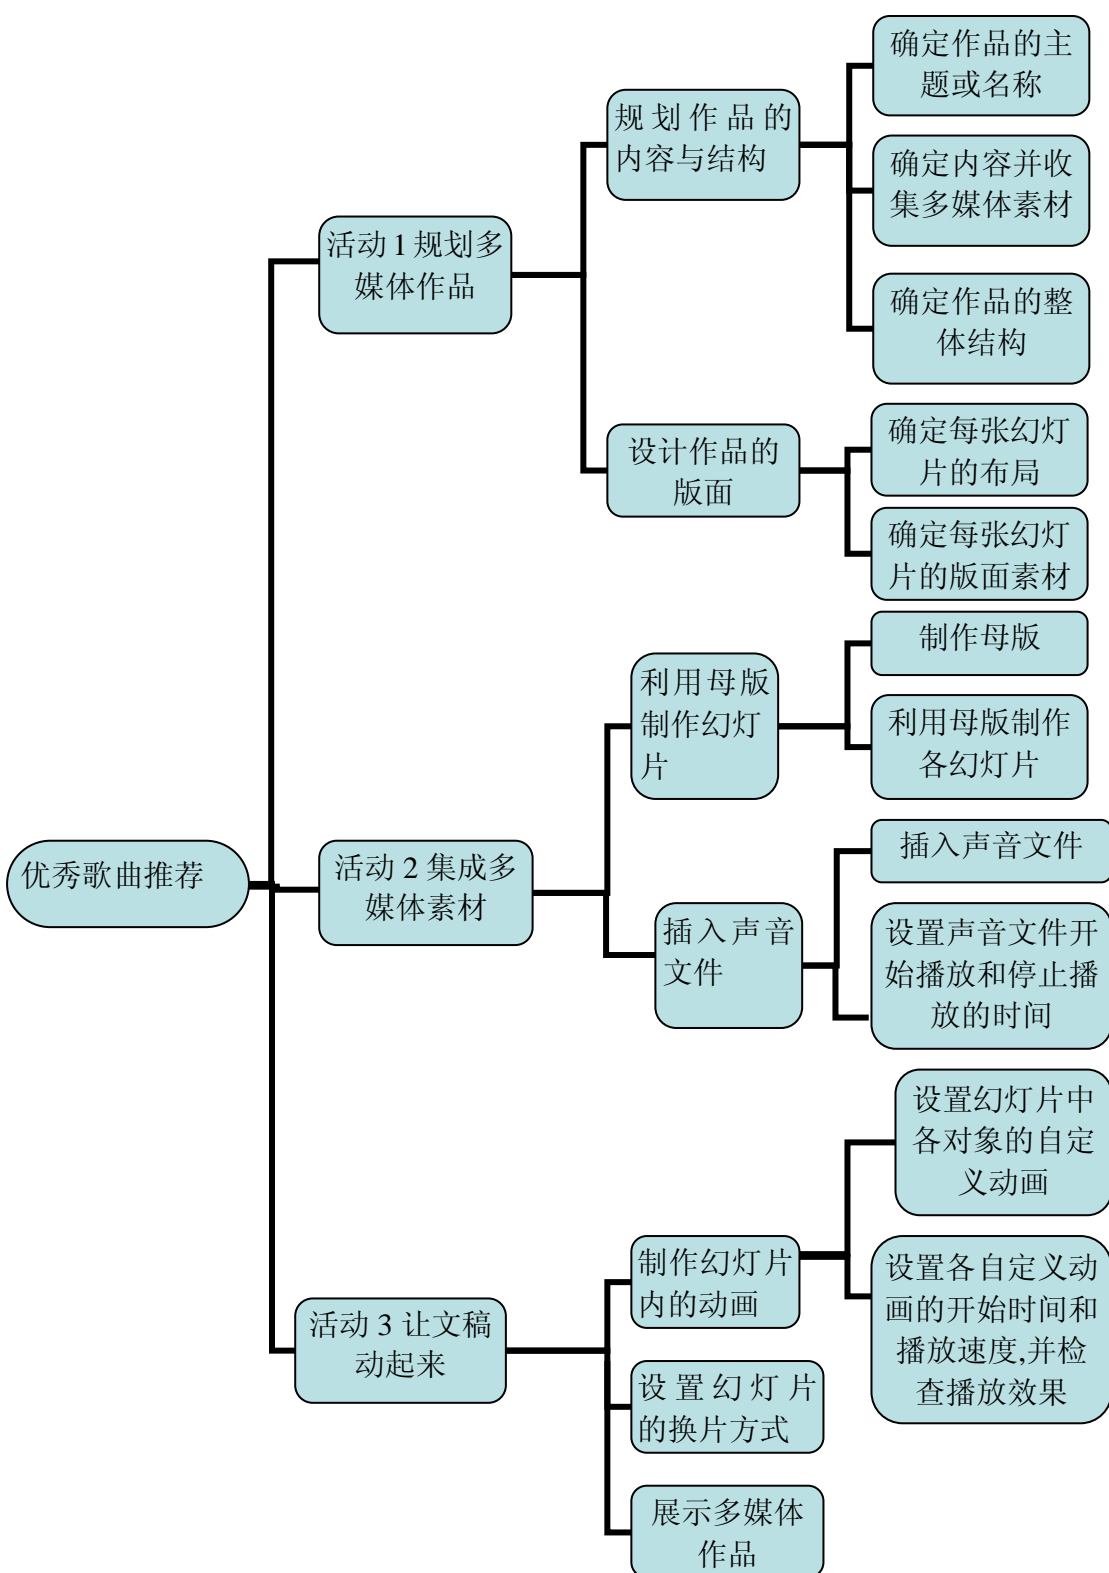 确定作品的主
题或名称
规划作品的
内容与结构
确定内容并收
集多媒体素材
活动 1 规划多
媒体作品
确定作品的整
体结构
设计作品的
版面
确定每张幻灯
片的布局
确定每张幻灯
片的版面素材
制作母版
利用母版
制作幻灯
片
利用母版制作
各幻灯片
优秀歌曲推荐
活动 2 集成多
媒体素材
插入声音文件
插入声音
文件
设置声音文件开
始播放和停止播
放的时间
设置幻灯片中
各对象的自定
义动画
制作幻灯片
内的动画
设置各自定义动
画的开始时间和
播放速度,并检
查播放效果
活动 3 让文稿
动起来
设置幻灯片
的换片方式
展示多媒体
作品